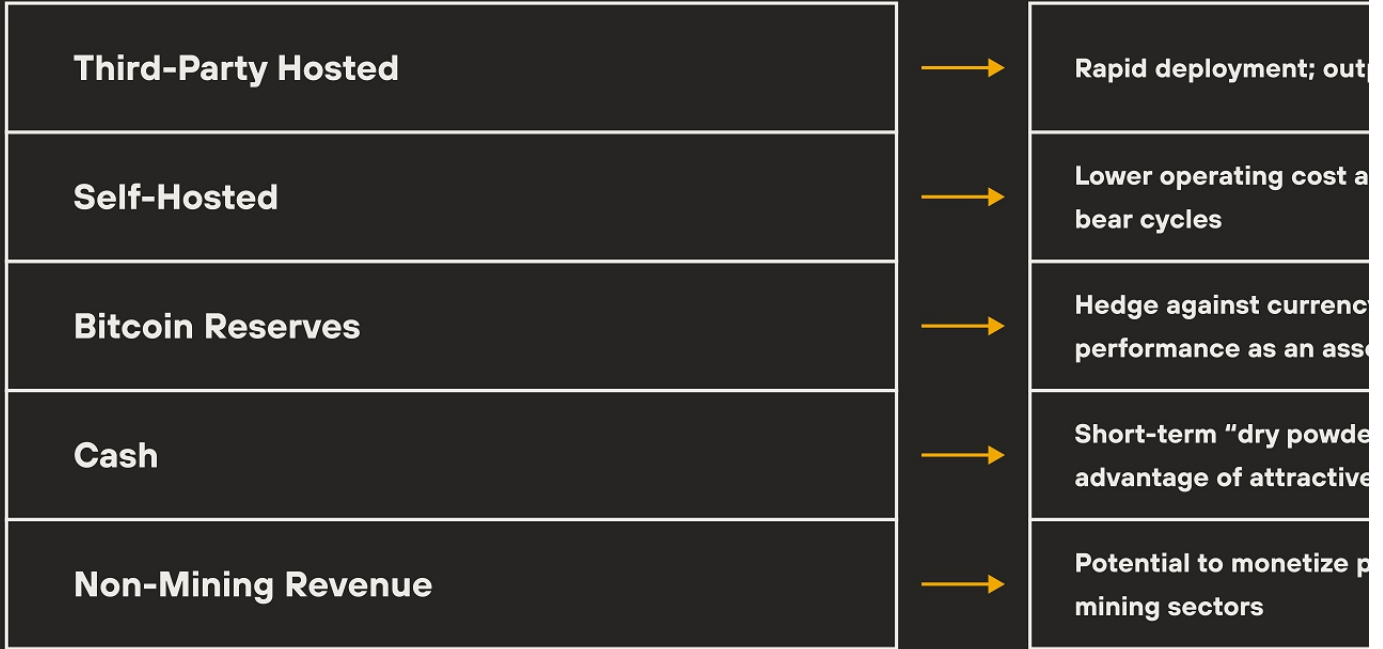 Third-Party Hosted
Rapid deployment;
Self-Hosted
Lower operating cost
bear cycles
Bitcoin Reserves
Hedge against
performance as an
Cash
Short-term “dry
advantage of
Non-Mining Revenue
Potential to monetize
mining sectors